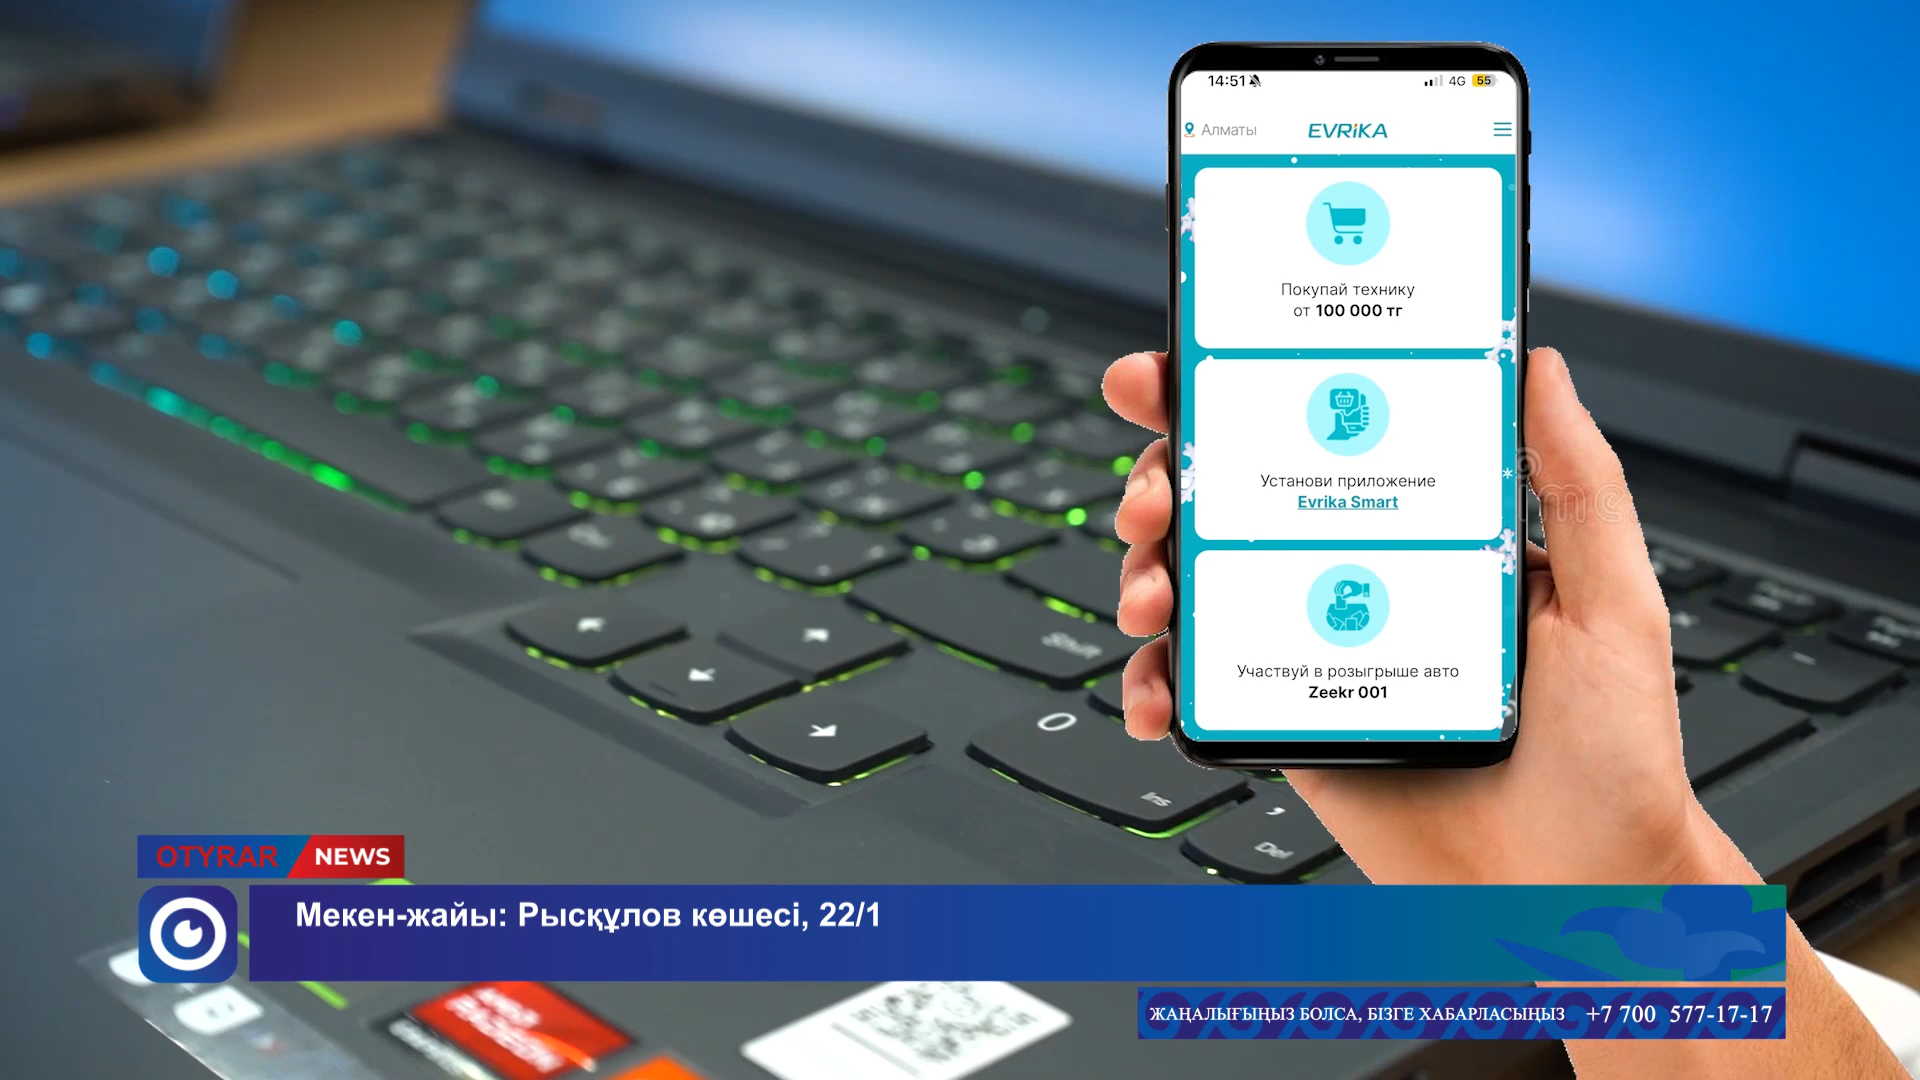 14:51
4G
55
Алматы
EVRiKA
Покупай технику
от 100 000 тг
Установи приложение
Evrika Smart
Участвуй в розыгрыше авто
Zeekr 001
Shift
0
Ins
,
Del
OTYRAR NEWS
Мекен-жайы: Рысқұлов көшесі, 22/1
ЖАҢАЛЫҒЫҢЫЗ БОЛСА, БІЗГЕ ХАБАРЛАСЫҢЫЗ +7 700 577-17-17